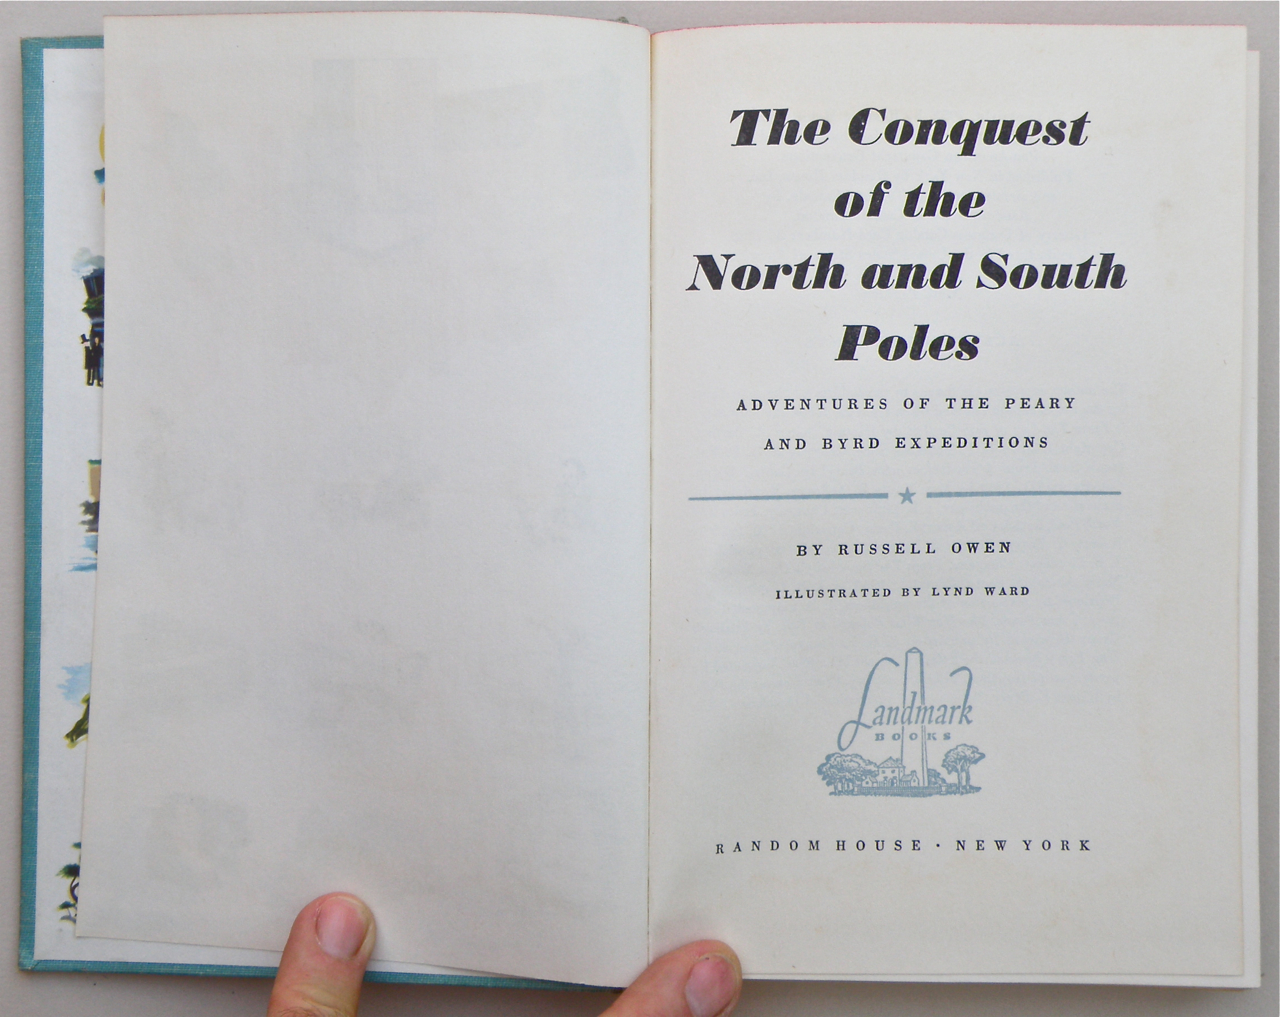 The Conquest
of the
North and South
Poles
ADVENTURES OF THE PEARY
AND BYRD EXPEDITIONS
BY RUSSELL OWEN
ILLUSTRATED BY LYND WARD
Landmark
BOOKS
RANDOM HOUSE · NEW YORK